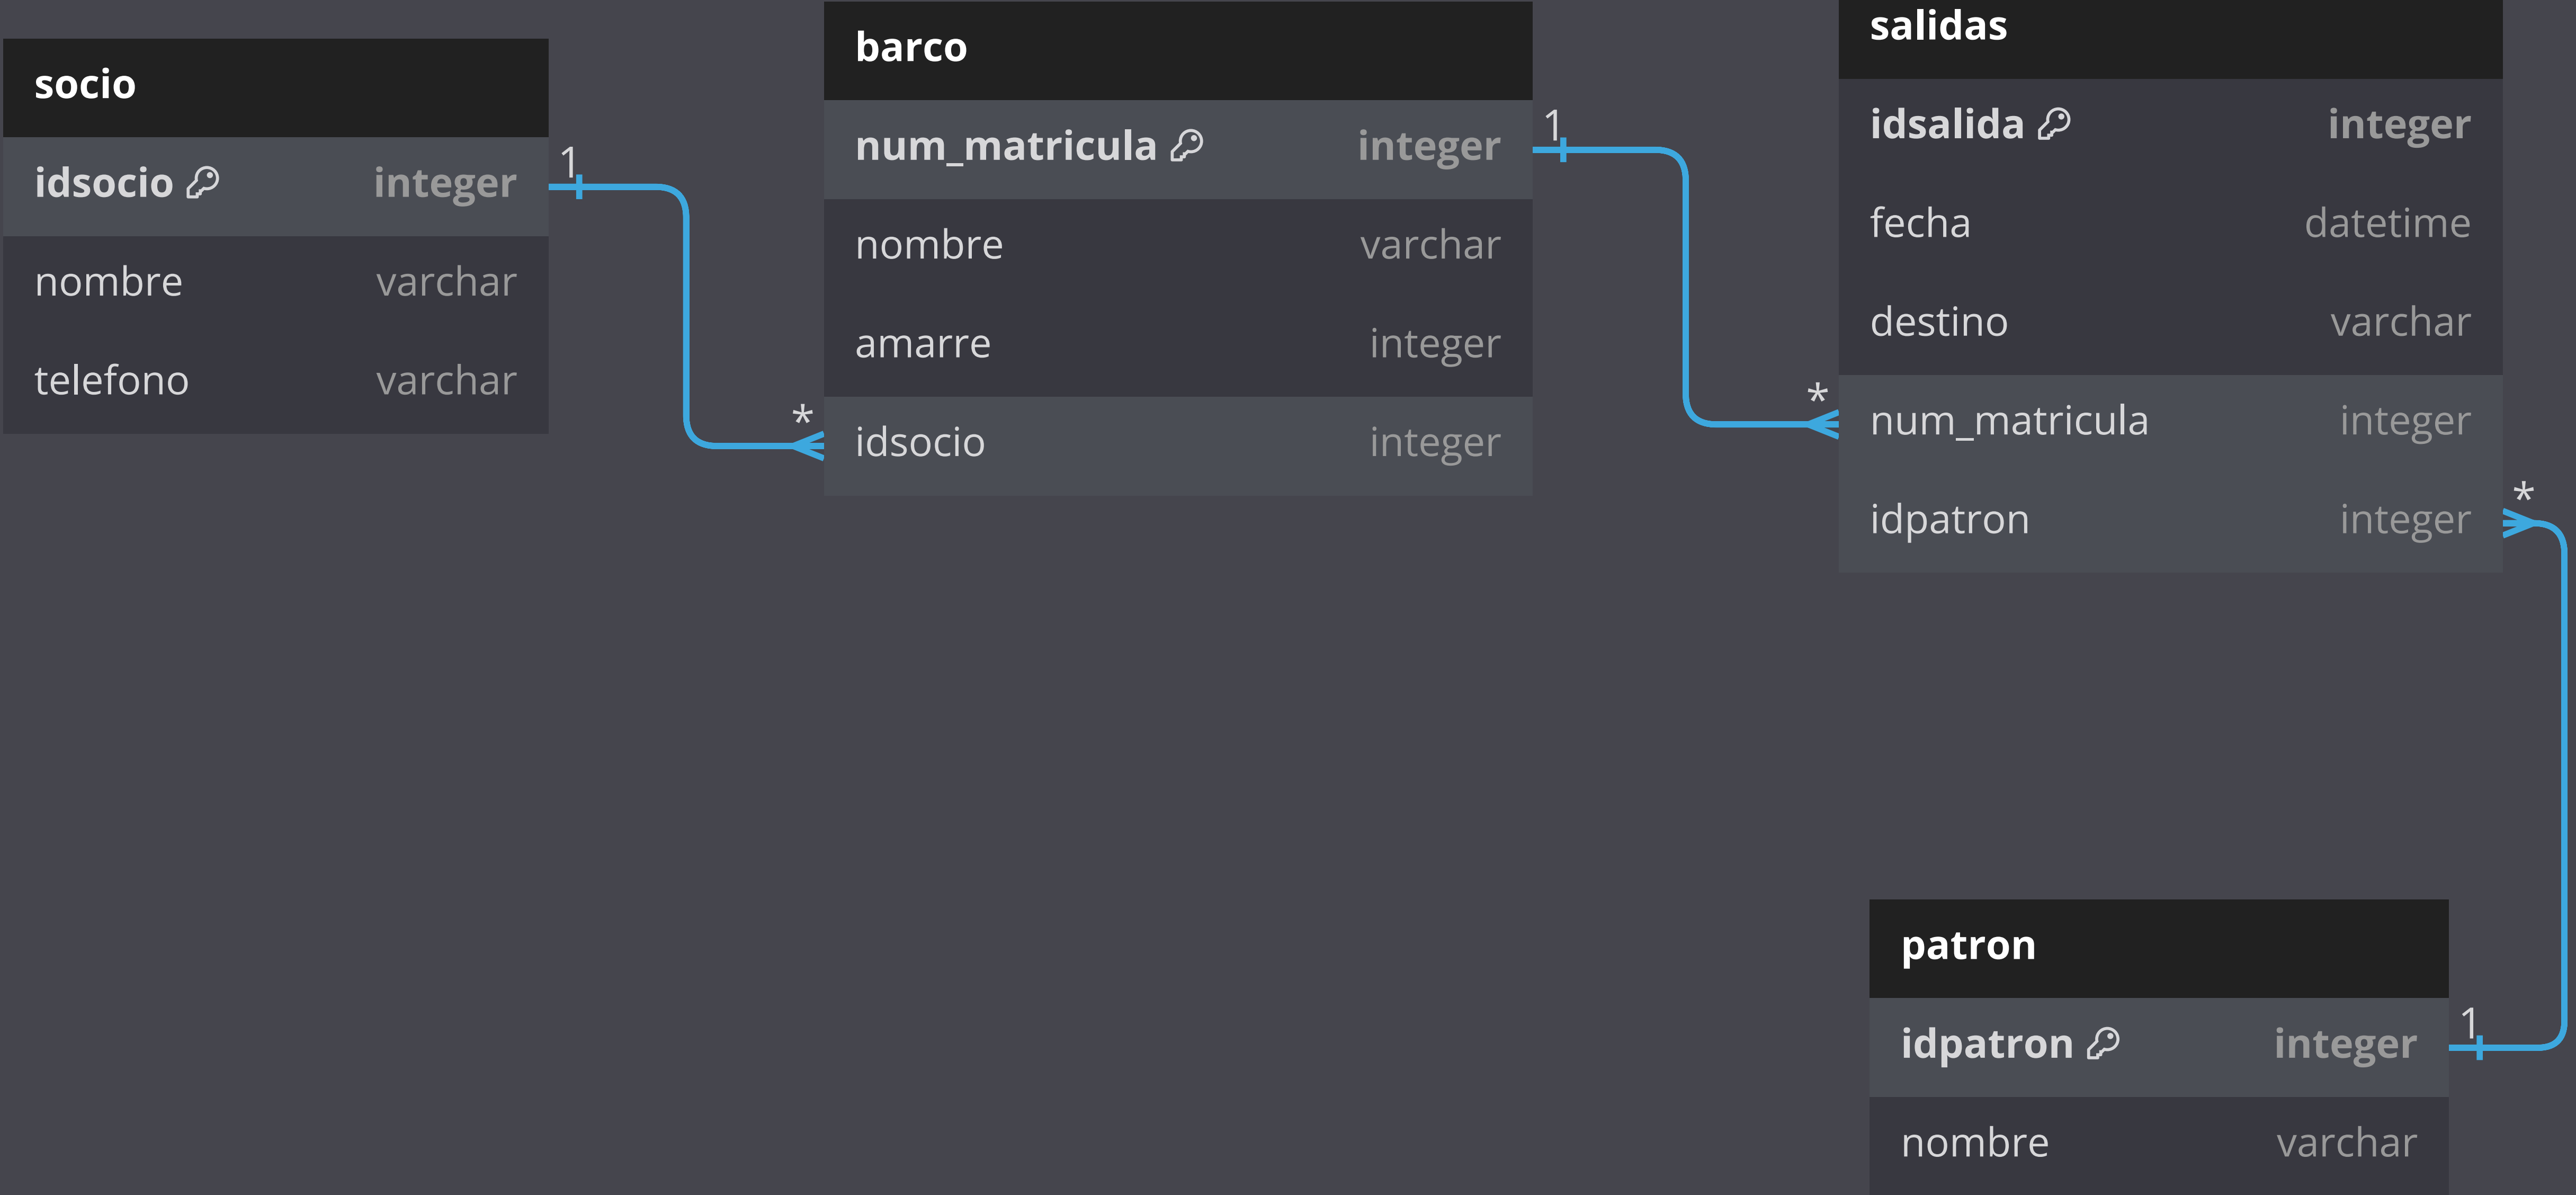 socio
idsocio integer
nombre varchar
telefono varchar
1
*
barco
num_matricula integer
nombre varchar
amarre integer
idsocio integer
1
*
salidas
idsalida integer
fecha datetime
destino varchar
num_matricula integer
idpatron integer
*
1
patron
idpatron integer
nombre varchar